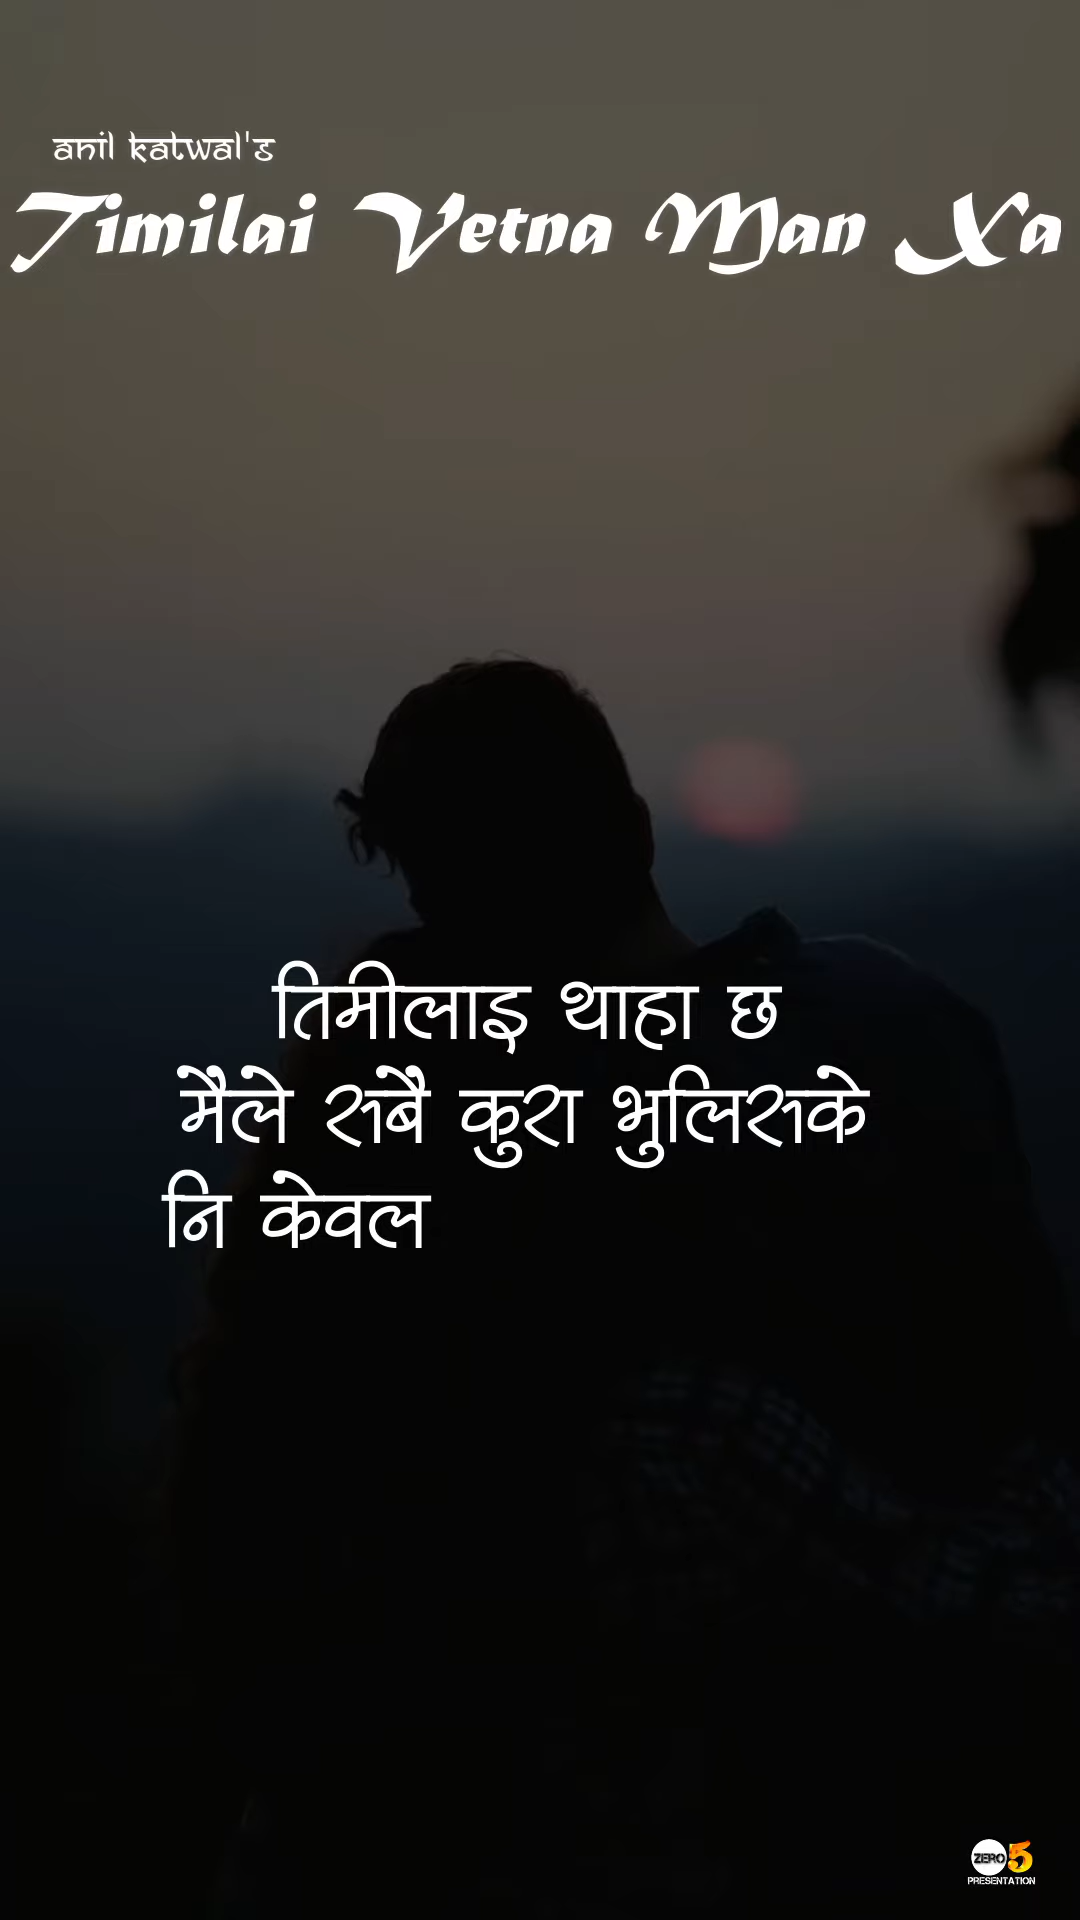 anil katwal's
Timilai Vetna Man Xa
तिमीलाइ थाहा छ
मैले सबै कुरा भुलिसके
नि केवल
ZERO 5
PRESENTATION